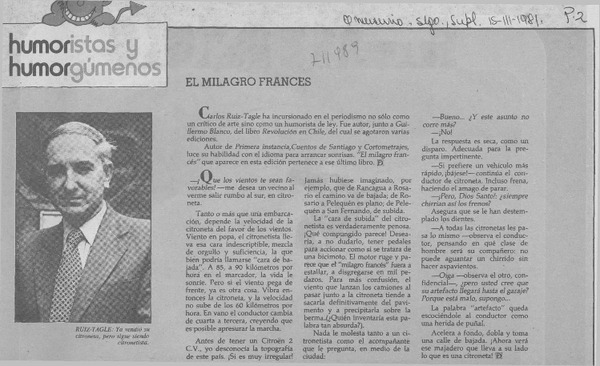 El mercurio, stgo., supl. 15-III-1981, P.2
humoristas y
humorgúmenos
211989
EL MILAGRO FRANCES
Carlos Ruiz-Tagle ha incursionado en el periodismo no sólo como
un crítico de arte sino como un humorista de ley. Fue autor, junto a Gui-
llermo Blanco, del libro Revolución en Chile, del cual se agotaron varias
ediciones.
Autor de Primera instancia, Cuentos de Santiago y Cortometrajes,
luce su habilidad con el idioma para arrancar sonrisas. "El milagro fran-
cés" que aparece en esta edición pertenece a ese último libro.
—¡Que los vientos te sean fa-
vorables!—me desea un vecino al
verme salir rumbo al sur, en citro-
neta.
Tanto o más que una embarca-
ción, depende la velocidad de la
citroneta del favor de los vientos.
Viento en popa, el citronetista lle-
va esa cara indescriptible, mezcla
de orgullo y suficiencia, la que
bien podría llamarse "cara de ba-
jada". A 85, a 90 kilómetros por
hora en el marcador, la vida le
sonríe. Pero si el viento pega de
frente, ya es otra cosa. Vibra en-
tonces la citroneta, y la velocidad
no sube de los 60 kilómetros por
hora. En vano el conductor cambia
de cuarta a tercera, creyendo que
es posible apresurar la marcha.
Antes de tener un Citroën 2
C.V., yo desconocía la topografía
de este país. ¡Si es muy irregular!
Jamás hubiese imaginado, por
ejemplo, que de Rancagua a Rosa-
rio el camino va de bajada; de Ro-
sario a Pelequén es plano; de Pele-
quén a San Fernando, de subida.
La "cara de subida" del citro-
netista es verdaderamente penosa.
¡Qué compungido parece! Desea-
ría, a no dudarlo, tener pedales
para accionar como si se tratara de
una bicimoto. El motor ruge y pa-
rece que el "milagro francés" fuera a
estallar, a disgregarse en mil pe-
dazos. Para más confusión, el
viento que lanzan los camiones al
pasar junto a la citroneta tiende a
sacarla definitivamente del pavi-
mento y a precipitarla sobre la
berma. (¿Quién inventaría esta pa-
labra tan absurda?).
Nada le molesta tanto a un ci-
tronetista como el acompañante
que le pregunta, en medio de la
ciudad:
—Bueno... ¿Y este asunto no
corre más?
—¡No!
La respuesta es seca, como un
disparo. Adecuada para la pre-
gunta impertinente.
—Si prefiere un vehículo más
rápido, ¡bájese!—continúa el con-
ductor de citroneta. Incluso frena,
haciendo el amago de parar.
—¡Pero, Dios Santo!: ¿siempre
chirrían así los frenos?
Asegura que se le han destem-
plado los dientes.
—A todas las citronetas les pa-
sa lo mismo —observa el conduc-
tor, pensando en qué clase de
hombre será su compañero: no
puede aguantar un chirrido sin
hacer aspavientos.
—Oiga —observa el otro, con-
fidencial—, ¿pero usted cree que
su artefacto llegará hasta el garaje?
Porque está malo, supongo...
La palabra "artefacto" queda
escociéndole al conductor como
una herida de puñal.
Acelera a fondo, dobla y toma
una calle de bajada. ¡Ahora verá
ese majadero que lleva a su lado
lo que es una citroneta!
RUIZ-TAGLE: Ya vendió su
citroneta, pero sigue siendo
citronetista.